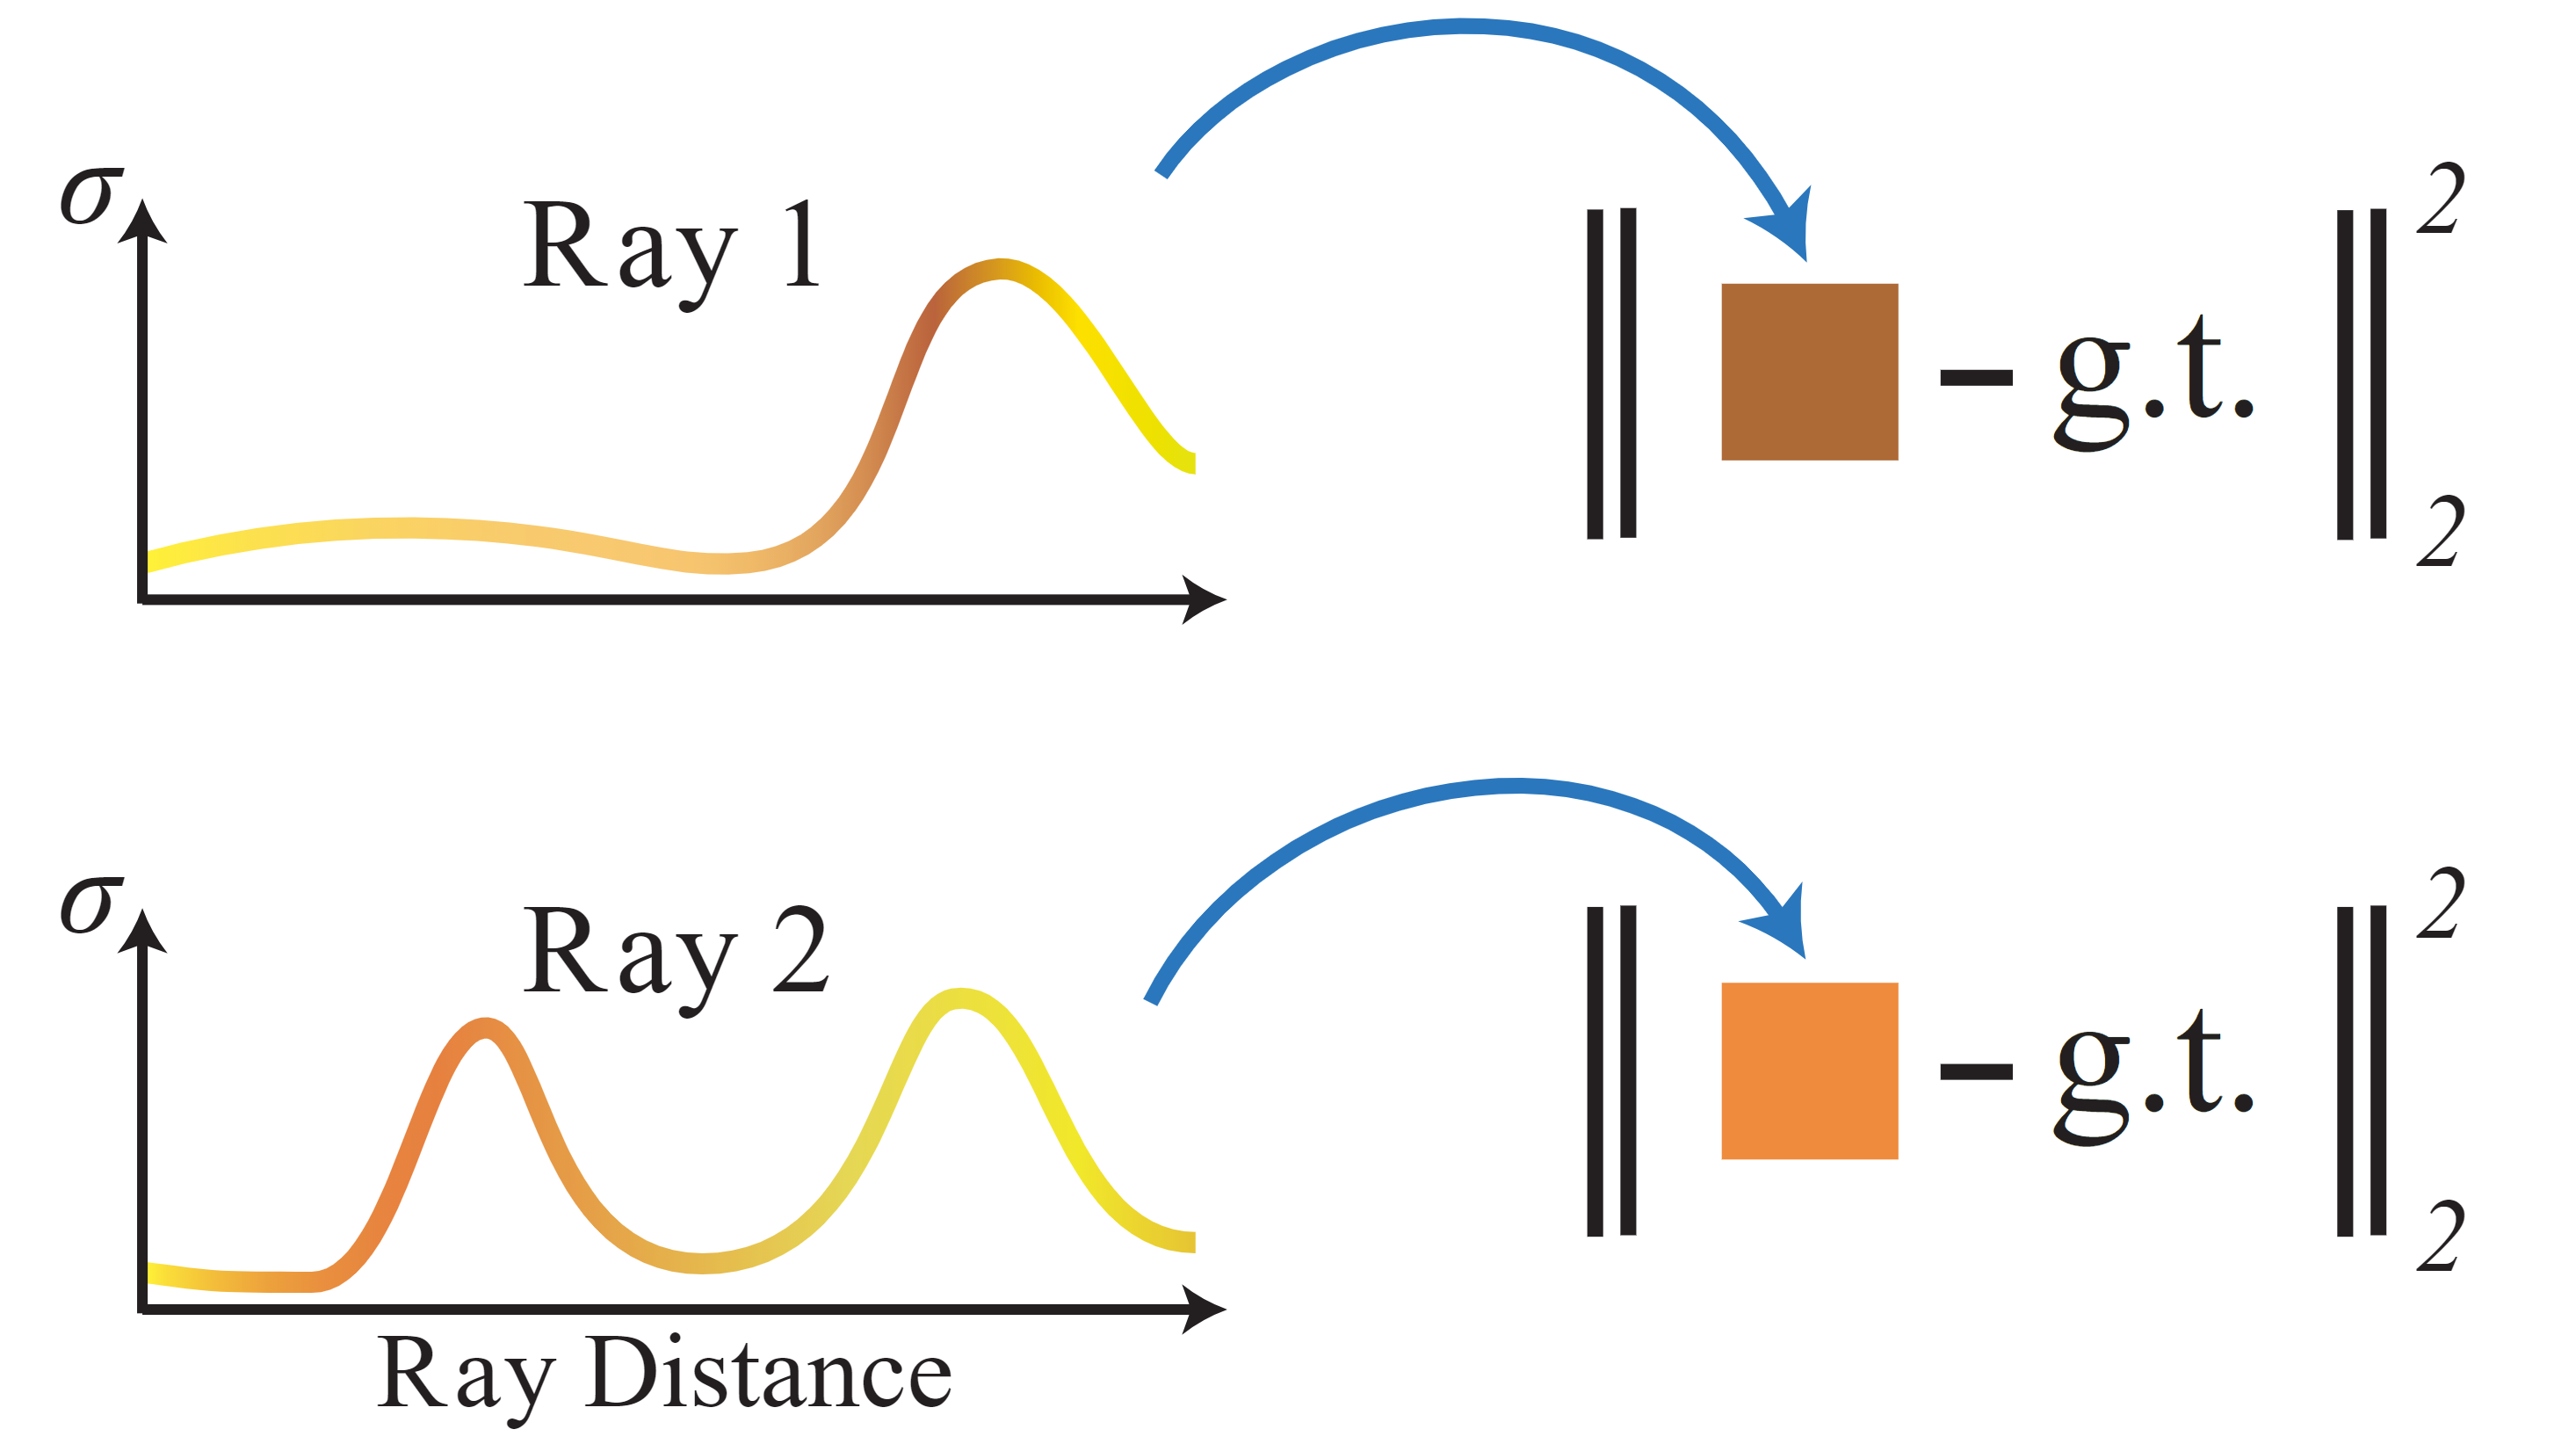 σ
Ray 1
‖ – g.t. ‖ 2 2
σ
Ray 2
‖ – g.t. ‖ 2 2
Ray Distance